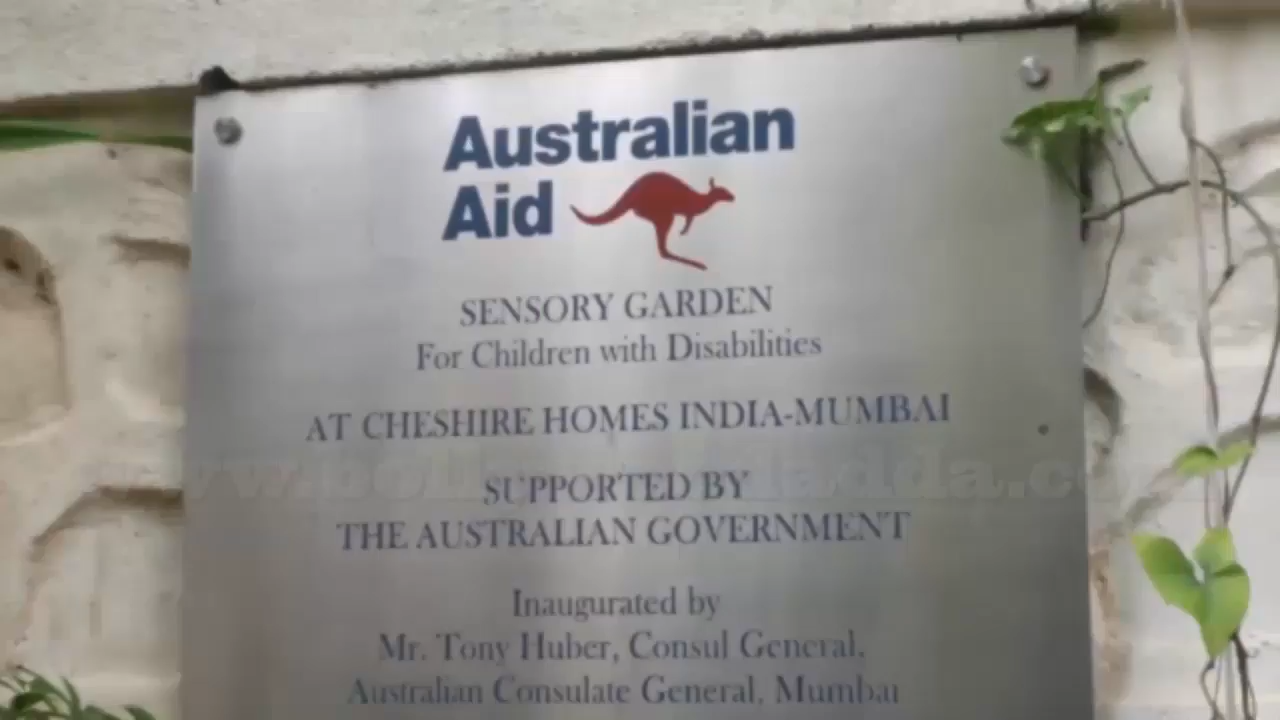 Australian
Aid
SENSORY GARDEN
For Children with Disabilities
AT CHESHIRE HOMES INDIA-MUMBAI
SUPPORTED BY
THE AUSTRALIAN GOVERNMENT
Inaugurated by
Mr. Tony Huber, Consul General,
Australian Consulate General, Mumbai